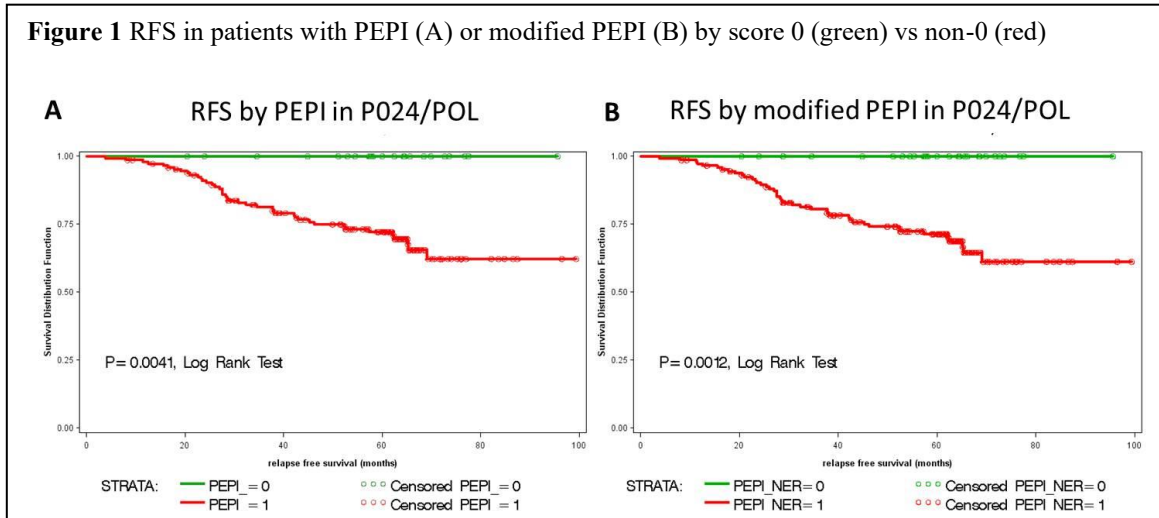 Figure 1 RFS in patients with PEPI (A) or modified PEPI (B) by score 0 (green) vs non-0 (red)
A
RFS by PEPI in P024/POL
1.00
0.75
0.50
0.25
0.00
Survival Distribution Function
P= 0.0041, Log Rank Test
0 20 40 60 80 100
relapse free survival (months)
STRATA: PEPI_= 0 Censored PEPI_= 0
PEPI_= 1 Censored PEPI_= 1
B
RFS by modified PEPI in P024/POL
1.00
0.75
0.50
0.25
0.00
Survival Distribution Function
P= 0.0012, Log Rank Test
0 20 40 60 80 100
relapse free survival (months)
STRATA: PEPI_NER= 0 Censored PEPI_NER= 0
PEPI_NER= 1 Censored PEPI_NER= 1